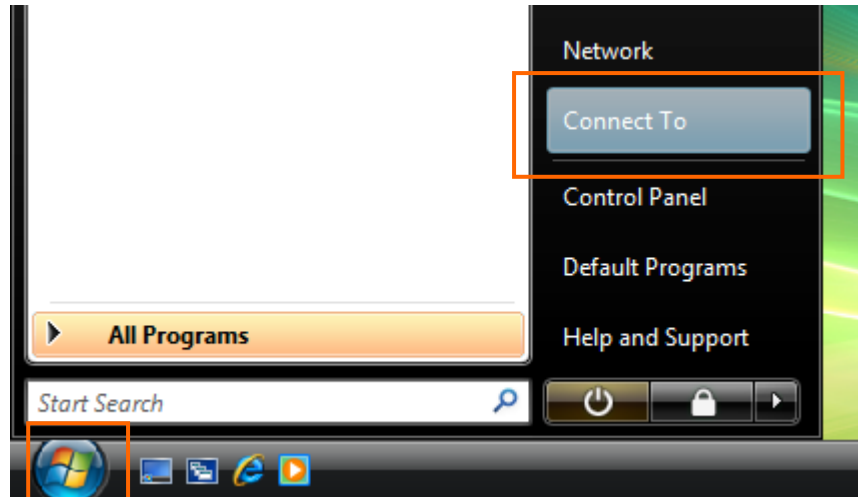 Network
Connect To
Control Panel
Default Programs
Help and Support
All Programs
Start Search